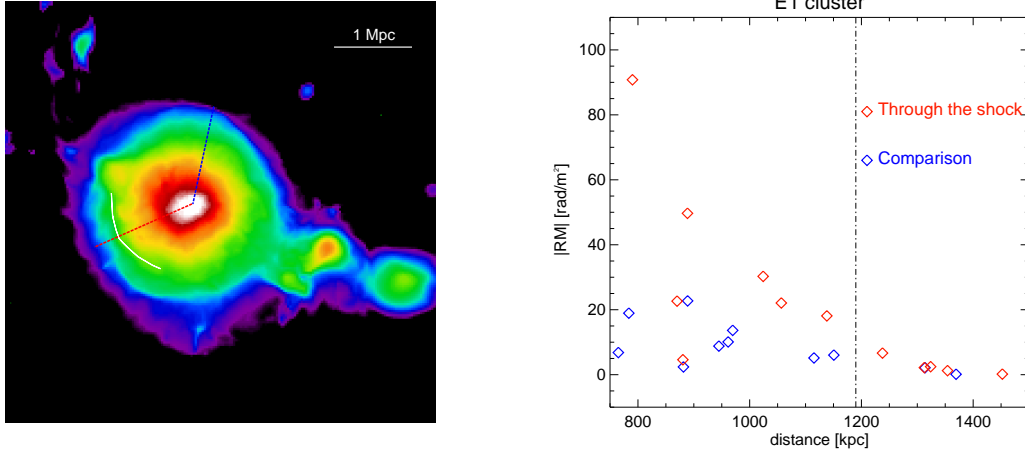 1 Mpc
E1 cluster
100
80
60
40
20
0
|RM| [rad/m²]
Through the shock
Comparison
800 1000 1200 1400
distance [kpc]